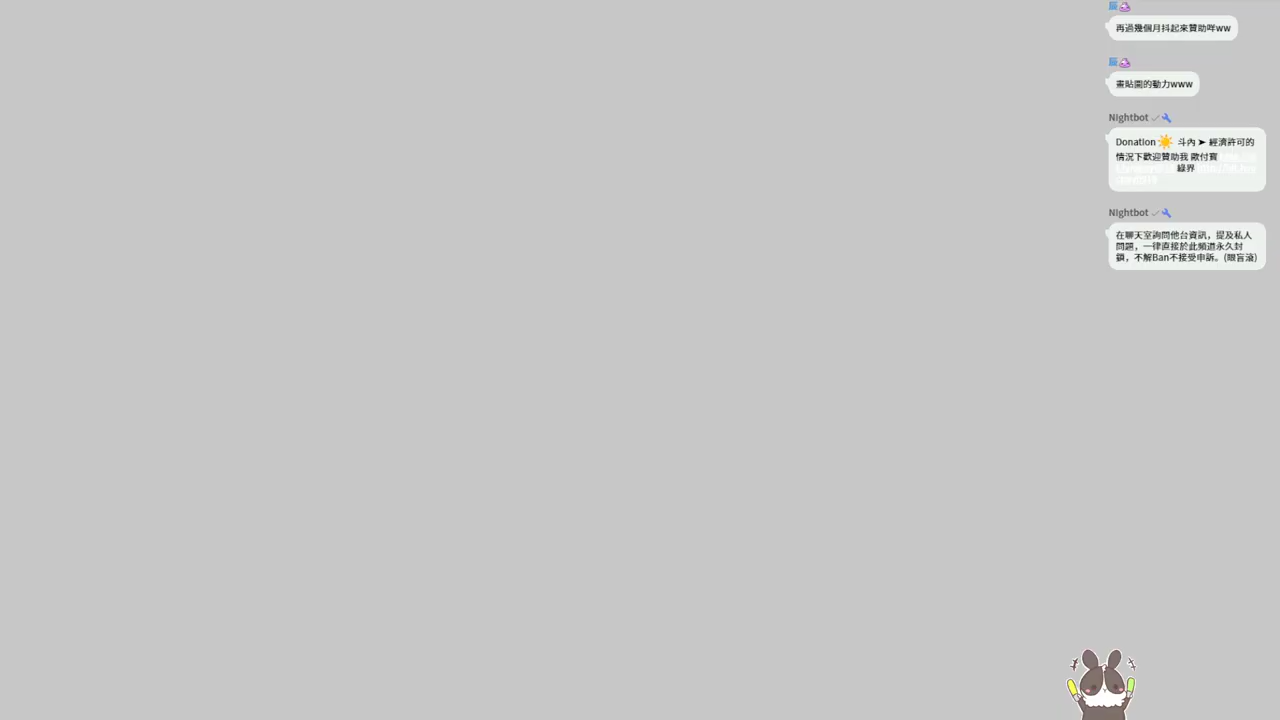 再過幾個月抖起來贊助咩ww
畫貼圖的動力www
Nightbot
Donation 斗內 ➤ 經濟許可的
情況下歡迎贊助我 歐付寶
綠界
Nightbot
在聊天室詢問他台資訊，提及私人
問題，一律直接於此頻道永久封
鎖，不解Ban不接受申訴。(眼盲滾)